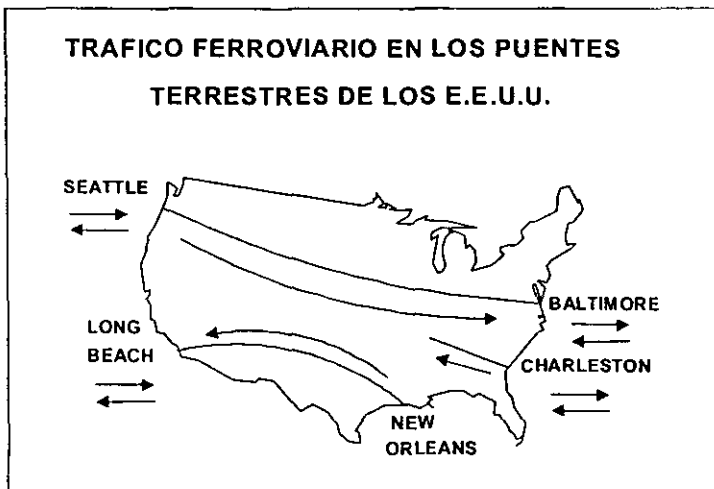 TRAFICO FERROVIARIO EN LOS PUENTES
TERRESTRES DE LOS E.E.U.U.
SEATTLE
BALTIMORE
LONG
BEACH
CHARLESTON
NEW
ORLEANS